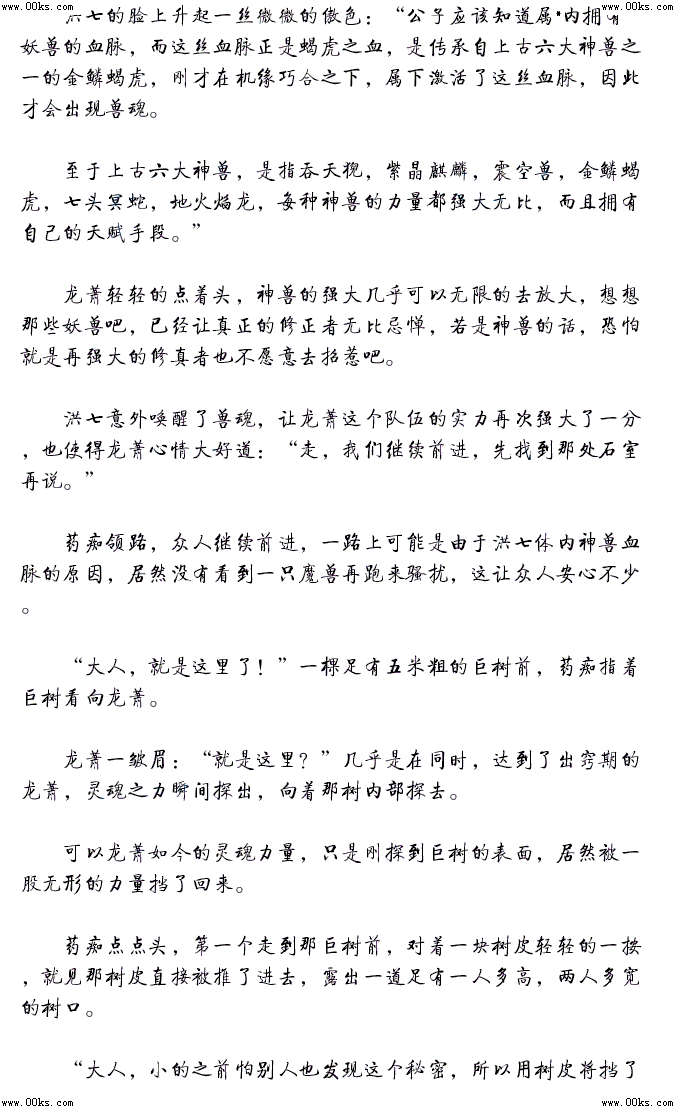 www.00ks.com www.00ks.com
洪七的脸上升起一丝微微的傲色：“公子应该知道属 内拥有
妖兽的血脉，而这丝血脉正是蝎虎之血，是传承自上古六大神兽之
一的金鳞蝎虎，刚才在机缘巧合之下，属下激活了这丝血脉，因此
才会出现兽魂。
至于上古六大神兽，是指吞天猊，紫晶麒麟，震空兽，金鳞蝎
虎，七头冥蛇，地火焰龙，每种神兽的力量都强大无比，而且拥有
自己的天赋手段。”
龙萧轻轻的点着头，神兽的强大几乎可以无限的去放大，想想
那些妖兽吧，已经让真正的修正者无比忌惮，若是神兽的话，恐怕
就是再强大的修真者也不愿意去招惹吧。
洪七意外唤醒了兽魂，让龙萧这个队伍的实力再次强大了一分
，也使得龙萧心情大好道：“走，我们继续前进，先找到那处石室
再说。”
药痴领路，众人继续前进，一路上可能是由于洪七体内神兽血
脉的原因，居然没有看到一只魔兽再跑来骚扰，这让众人安心不少
。
“大人，就是这里了！”一棵足有五米粗的巨树前，药痴指着
巨树看向龙萧。
龙萧一皱眉：“就是这里？”几乎是在同时，达到了出窍期的
龙萧，灵魂之力瞬间探出，向着那树内部探去。
可以龙萧如今的灵魂力量，只是刚探到巨树的表面，居然被一
股无形的力量挡了回来。
药痴点点头，第一个走到那巨树前，对着一块树皮轻轻的一按
，就见那树皮直接被推了进去，露出一道足有一人多高，两人多宽
的树口。
“大人，小的之前怕别人也发现这个秘密，所以用树皮将挡了
www.00ks.com www.00ks.com